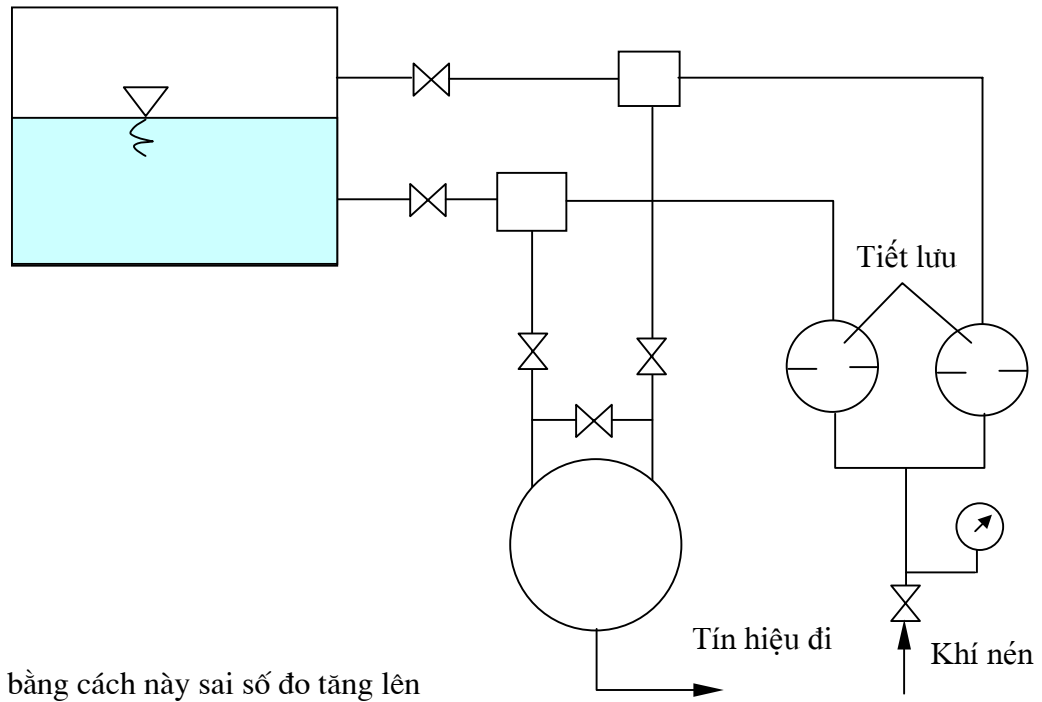 Tiết lưu
Tín hiệu đi
Khí nén
bằng cách này sai số đo tăng lên